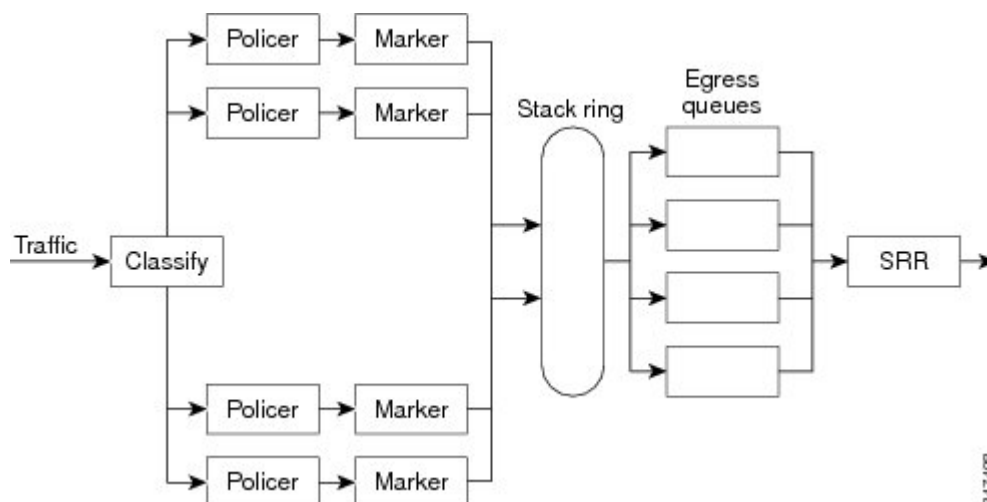 Policer
Marker
Policer
Marker
Stack ring
Egress
queues
Traffic
Classify
SRR
Policer
Marker
Policer
Marker